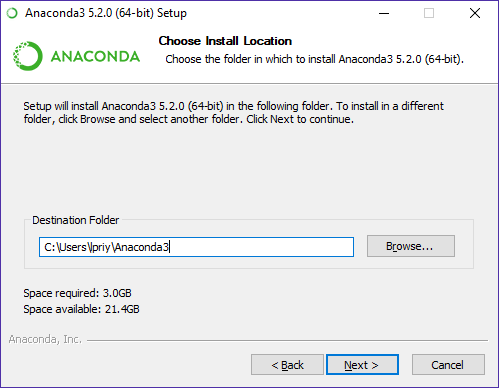 Anaconda3 5.2.0 (64-bit) Setup
ANACONDA
Choose Install Location
Choose the folder in which to install Anaconda3 5.2.0 (64-bit).
Setup will install Anaconda3 5.2.0 (64-bit) in the following folder. To install in a different
folder, click Browse and select another folder. Click Next to continue.
Destination Folder
C:\Users\lpriy\Anaconda3
Browse...
Space required: 3.0GB
Space available: 21.4GB
Anaconda, Inc.
< Back
Next >
Cancel